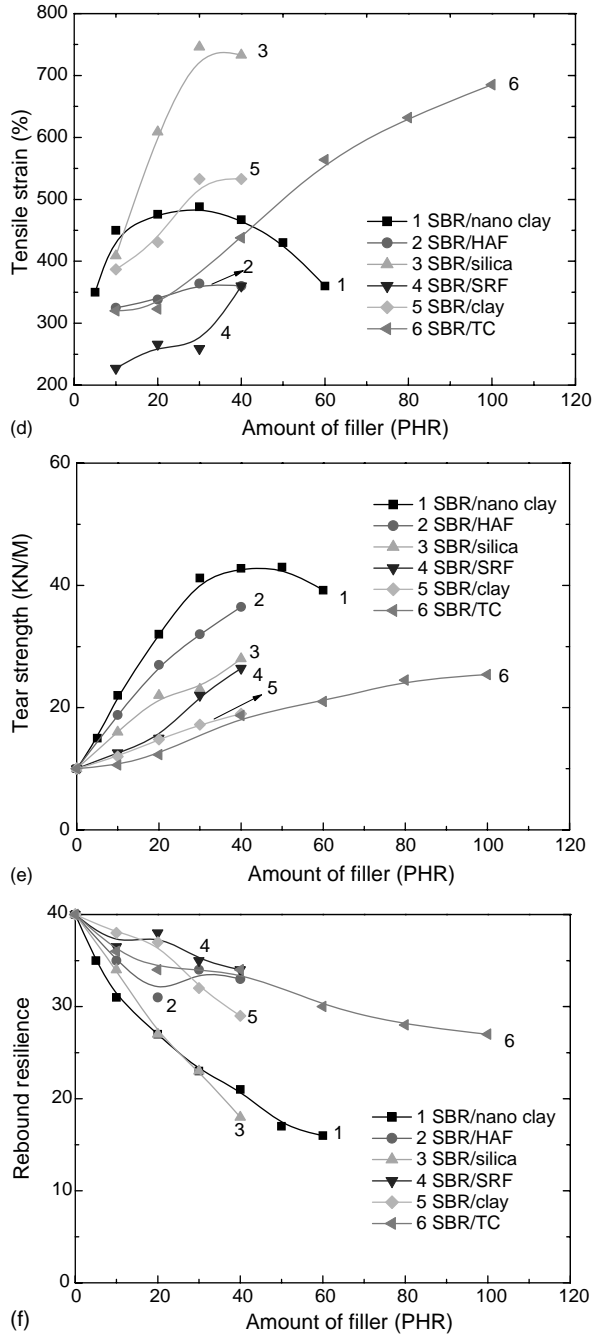 800
700
600
500
400
300
200
Tensile strain (%)
3
6
5
2
4
1
1 SBR/nano clay
2 SBR/HAF
3 SBR/silica
4 SBR/SRF
5 SBR/clay
6 SBR/TC
0 20 40 60 80 100 120
(d)
Amount of filler (PHR)
60
40
20
0
Tear strength (KN/M)
1 SBR/nano clay
2 SBR/HAF
3 SBR/silica
4 SBR/SRF
5 SBR/clay
6 SBR/TC
2
1
3
4
5
6
0 20 40 60 80 100 120
(e)
Amount of filler (PHR)
40
30
20
10
0
Rebound resilience
4
2
5
6
3
1
1 SBR/nano clay
2 SBR/HAF
3 SBR/silica
4 SBR/SRF
5 SBR/clay
6 SBR/TC
0 20 40 60 80 100 120
(f)
Amount of filler (PHR)